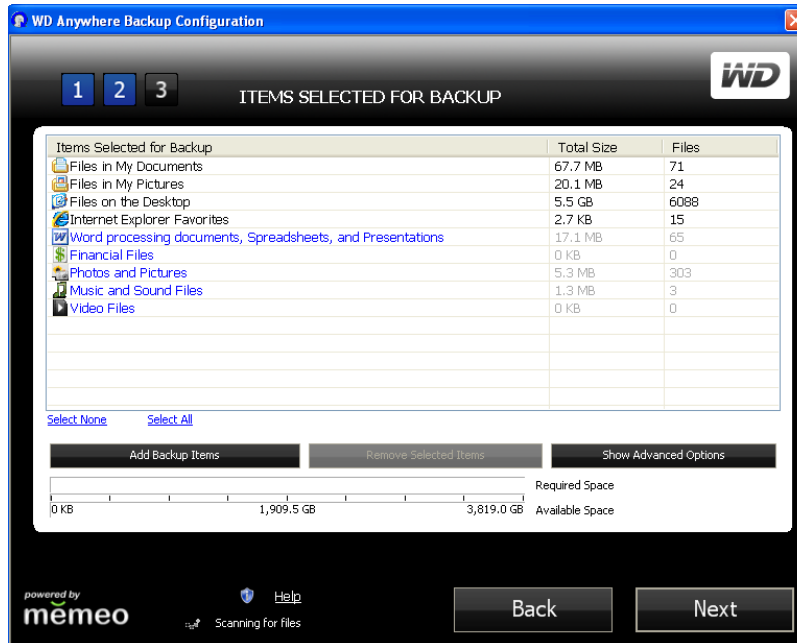 WD Anywhere Backup Configuration
1 2 3 ITEMS SELECTED FOR BACKUP WD
Items Selected for Backup Total Size Files
Files in My Documents 67.7 MB 71
Files in My Pictures 20.1 MB 24
Files on the Desktop 5.5 GB 6088
Internet Explorer Favorites 2.7 KB 15
Word processing documents, Spreadsheets, and Presentations 17.1 MB 65
Financial Files 0 KB 0
Photos and Pictures 5.3 MB 303
Music and Sound Files 1.3 MB 3
Video Files 0 KB 0
Select None Select All
Add Backup Items Remove Selected Items Show Advanced Options
Required Space
0 KB 1,909.5 GB 3,819.0 GB Available Space
powered by
mĕmeo
Help
Scanning for files
Back Next